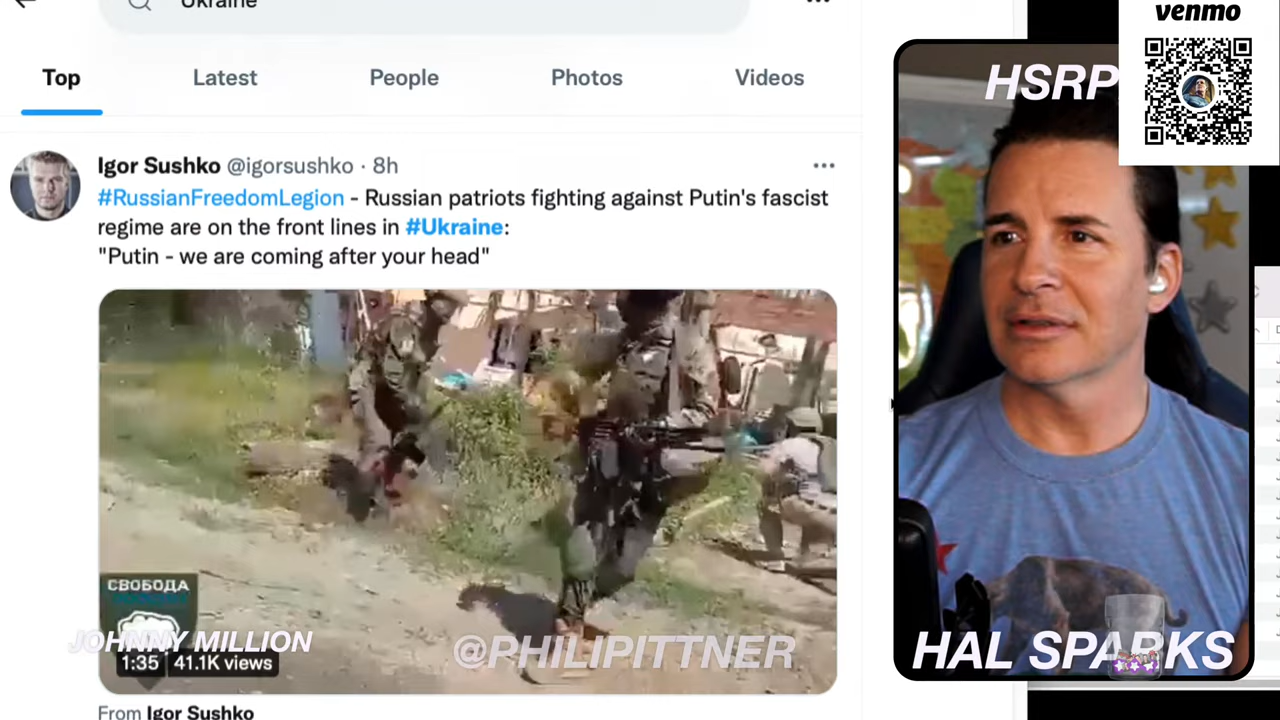 Ukraine
Top
Latest
People
Photos
Videos
Igor Sushko @igorsushko · 8h
#RussianFreedomLegion - Russian patriots fighting against Putin's fascist
regime are on the front lines in #Ukraine:
"Putin - we are coming after your head"
СВОБОДА
JOHNNY MILLION
@PHILIPITTNER
1:35
41.1K views
From Igor Sushko
venmo
HSRP
HAL SPARKS